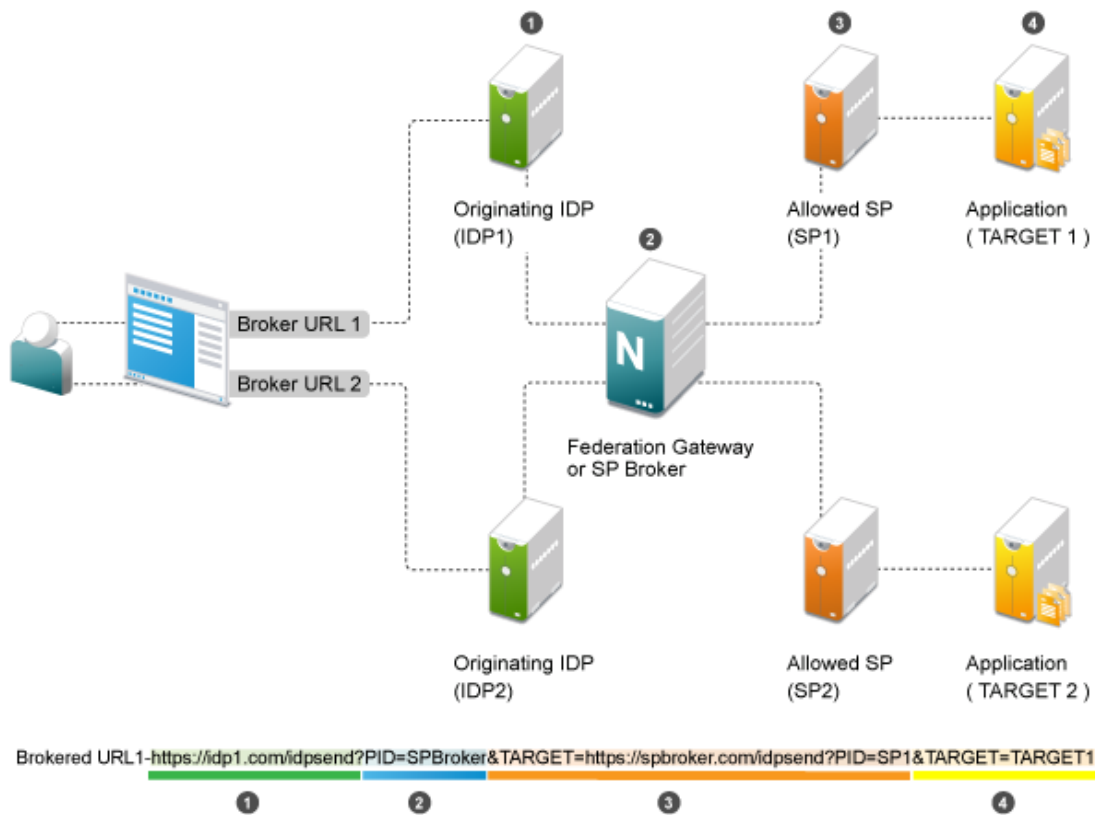 1
3
4
Originating IDP
(IDP1)
Allowed SP
(SP1)
Application
( TARGET 1 )
2
Broker URL 1
N
Broker URL 2
Federation Gateway
or SP Broker
Originating IDP
(IDP2)
Allowed SP
(SP2)
Application
( TARGET 2 )
Brokered URL1-https://idp1.com/idpsend?PID=SPBroker&TARGET=https://spbroker.com/idpsend?PID=SP1&TARGET=TARGET1
1
2
3
4